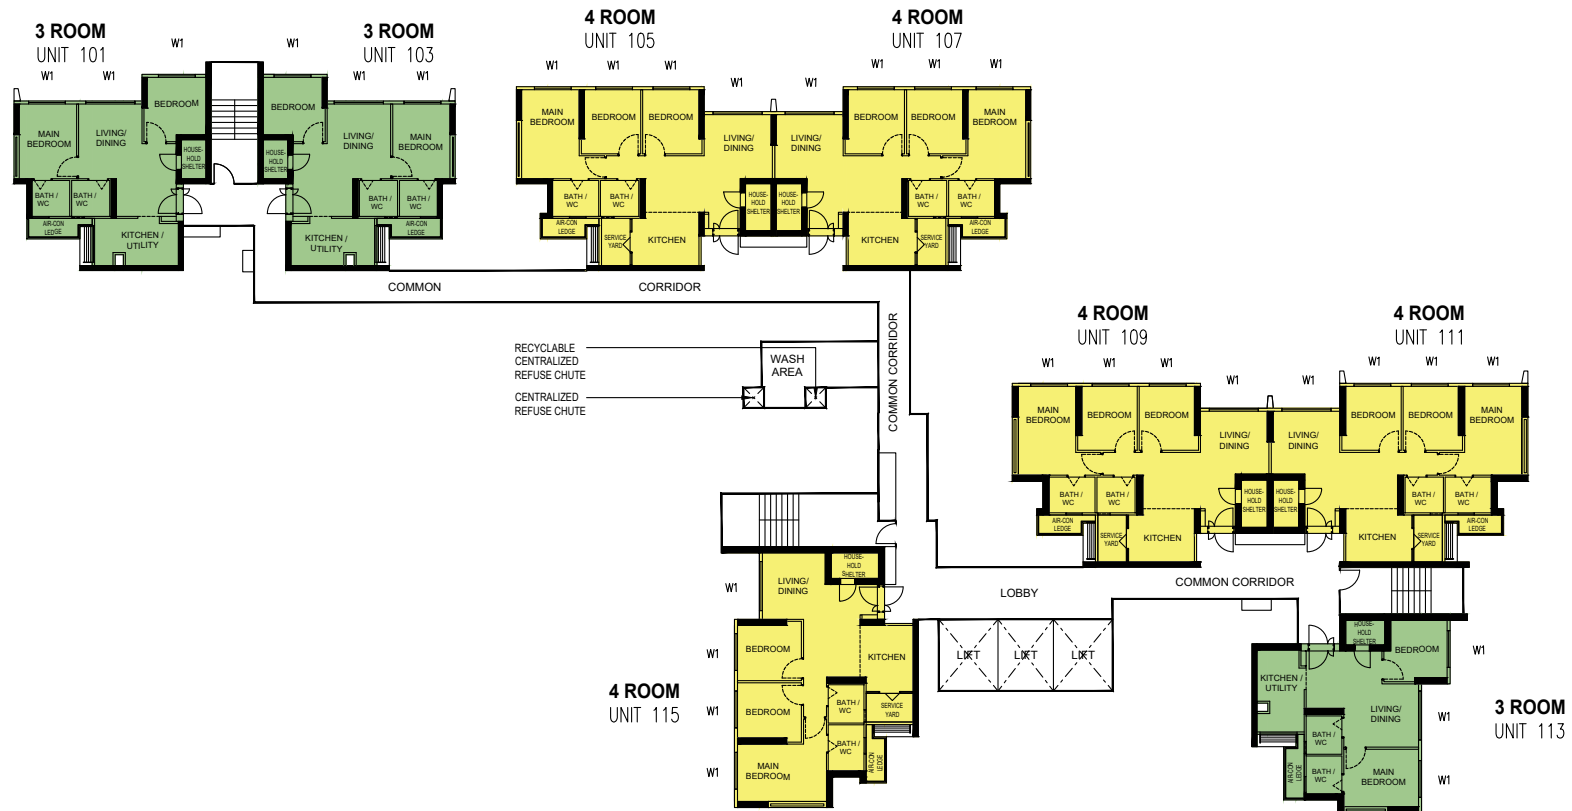 3 ROOM
UNIT 101
W1
W1
W1
BEDROOM
MAIN
BEDROOM
LIVING/
DINING
HOUSE-
HOLD
SHELTER
BATH /
WC
BATH /
WC
AIR-CON
LEDGE
KITCHEN /
UTILITY
3 ROOM
UNIT 103
W1
W1
W1
BEDROOM
LIVING/
DINING
MAIN
BEDROOM
HOUSE-
HOLD
SHELTER
BATH /
WC
BATH /
WC
AIR-CON
LEDGE
KITCHEN /
UTILITY
4 ROOM
UNIT 105
W1
W1
W1
W1
MAIN
BEDROOM
BEDROOM
BEDROOM
LIVING/
DINING
BATH /
WC
BATH /
WC
HOUSE-
HOLD
SHELTER
AIR-CON
LEDGE
SERVICE
YARD
KITCHEN
4 ROOM
UNIT 107
W1
W1
W1
W1
LIVING/
DINING
BEDROOM
BEDROOM
MAIN
BEDROOM
HOUSE-
HOLD
SHELTER
BATH /
WC
BATH /
WC
KITCHEN
SERVICE
YARD
AIR-CON
LEDGE
COMMON CORRIDOR
COMMON CORRIDOR
RECYCLABLE
CENTRALIZED
REFUSE CHUTE
CENTRALIZED
REFUSE CHUTE
WASH
AREA
4 ROOM
UNIT 109
W1
W1
W1
W1
MAIN
BEDROOM
BEDROOM
BEDROOM
LIVING/
DINING
BATH /
WC
BATH /
WC
HOUSE-
HOLD
SHELTER
AIR-CON
LEDGE
SERVICE
YARD
KITCHEN
4 ROOM
UNIT 111
W1
W1
W1
W1
LIVING/
DINING
BEDROOM
BEDROOM
MAIN
BEDROOM
HOUSE-
HOLD
SHELTER
BATH /
WC
BATH /
WC
KITCHEN
SERVICE
YARD
AIR-CON
LEDGE
LOBBY
COMMON CORRIDOR
LIFT
LIFT
LIFT
4 ROOM
UNIT 115
W1
W1
W1
W1
HOUSE-
HOLD
SHELTER
LIVING/
DINING
BEDROOM
KITCHEN
BEDROOM
BATH /
WC
SERVICE
YARD
BATH /
WC
AIR-CON
LEDGE
MAIN
BEDROOM
3 ROOM
UNIT 113
W1
W1
W1
HOUSE-
HOLD
SHELTER
BEDROOM
KITCHEN /
UTILITY
LIVING/
DINING
BATH /
WC
BATH /
WC
AIR-CON
LEDGE
MAIN
BEDROOM